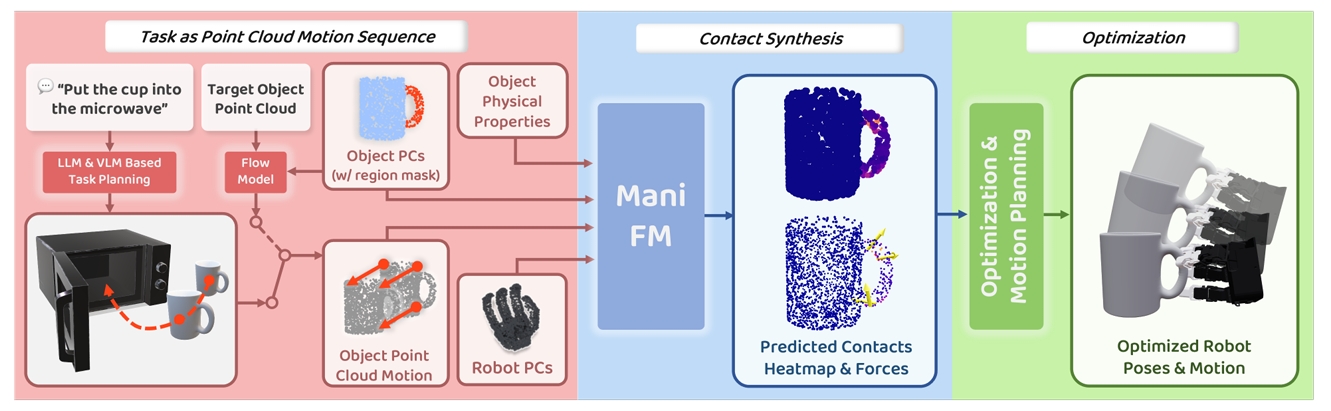 Task as Point Cloud Motion Sequence
“Put the cup into
the microwave”
LLM & VLM Based
Task Planning
Target Object
Point Cloud
Flow
Model
Object PCs
(w/ region mask)
Object
Physical
Properties
Object Point
Cloud Motion
Robot PCs
Contact Synthesis
Mani
FM
Predicted Contacts
Heatmap & Forces
Optimization
Optimization &
Motion Planning
Optimized Robot
Poses & Motion